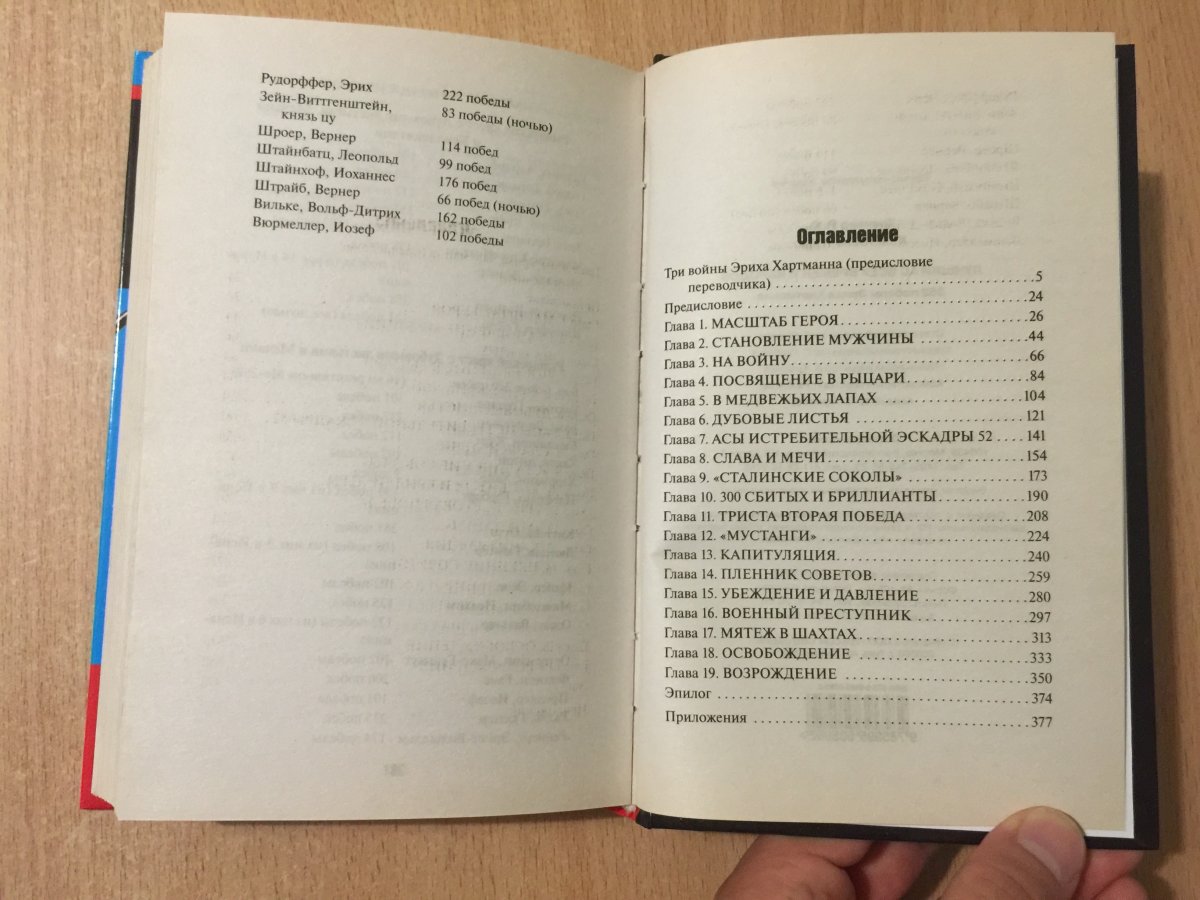 Рудорффер, Эрих 222 победы
Зейн-Виттгенштейн, 83 победы (ночью)
князь цу
Шроер, Вернер 114 побед
Штайнбатц, Леопольд 99 побед
Штайнхоф, Иоханнес 176 побед
Штрайб, Вернер 66 побед (ночью)
Вильке, Вольф-Дитрих 162 победы
Вюрмеллер, Иозеф 102 победы
Оглавление
Три войны Эриха Хартманна (предисловие
переводчика) . . . . . . . . . . . . . . . . . . . . . . . . . . . . . . 5
Предисловие . . . . . . . . . . . . . . . . . . . . . . . . . . . . . . 24
Глава 1. МАСШТАБ ГЕРОЯ. . . . . . . . . . . . . . . . . . . . . 26
Глава 2. СТАНОВЛЕНИЕ МУЖЧИНЫ . . . . . . . . . . . . 44
Глава 3. НА ВОЙНУ. . . . . . . . . . . . . . . . . . . . . . . . . . 66
Глава 4. ПОСВЯЩЕНИЕ В РЫЦАРИ. . . . . . . . . . . . . 84
Глава 5. В МЕДВЕЖЬИХ ЛАПАХ . . . . . . . . . . . . . . . 104
Глава 6. ДУБОВЫЕ ЛИСТЬЯ . . . . . . . . . . . . . . . . . . 121
Глава 7. АСЫ ИСТРЕБИТЕЛЬНОЙ ЭСКАДРЫ 52 . . . . 141
Глава 8. СЛАВА И МЕЧИ. . . . . . . . . . . . . . . . . . . . . 154
Глава 9. «СТАЛИНСКИЕ СОКОЛЫ» . . . . . . . . . . . . . 173
Глава 10. 300 СБИТЫХ И БРИЛЛИАНТЫ. . . . . . . . . . 190
Глава 11. ТРИСТА ВТОРАЯ ПОБЕДА . . . . . . . . . . . . . 208
Глава 12. «МУСТАНГИ» . . . . . . . . . . . . . . . . . . . . . 224
Глава 13. КАПИТУЛЯЦИЯ. . . . . . . . . . . . . . . . . . . . 240
Глава 14. ПЛЕННИК СОВЕТОВ. . . . . . . . . . . . . . . . . 259
Глава 15. УБЕЖДЕНИЕ И ДАВЛЕНИЕ . . . . . . . . . . . . 280
Глава 16. ВОЕННЫЙ ПРЕСТУПНИК . . . . . . . . . . . . . 297
Глава 17. МЯТЕЖ В ШАХТАХ. . . . . . . . . . . . . . . . . . 313
Глава 18. ОСВОБОЖДЕНИЕ . . . . . . . . . . . . . . . . . . . 333
Глава 19. ВОЗРОЖДЕНИЕ . . . . . . . . . . . . . . . . . . . . 350
Эпилог . . . . . . . . . . . . . . . . . . . . . . . . . . . . . . . . . . 374
Приложения . . . . . . . . . . . . . . . . . . . . . . . . . . . . . . 377